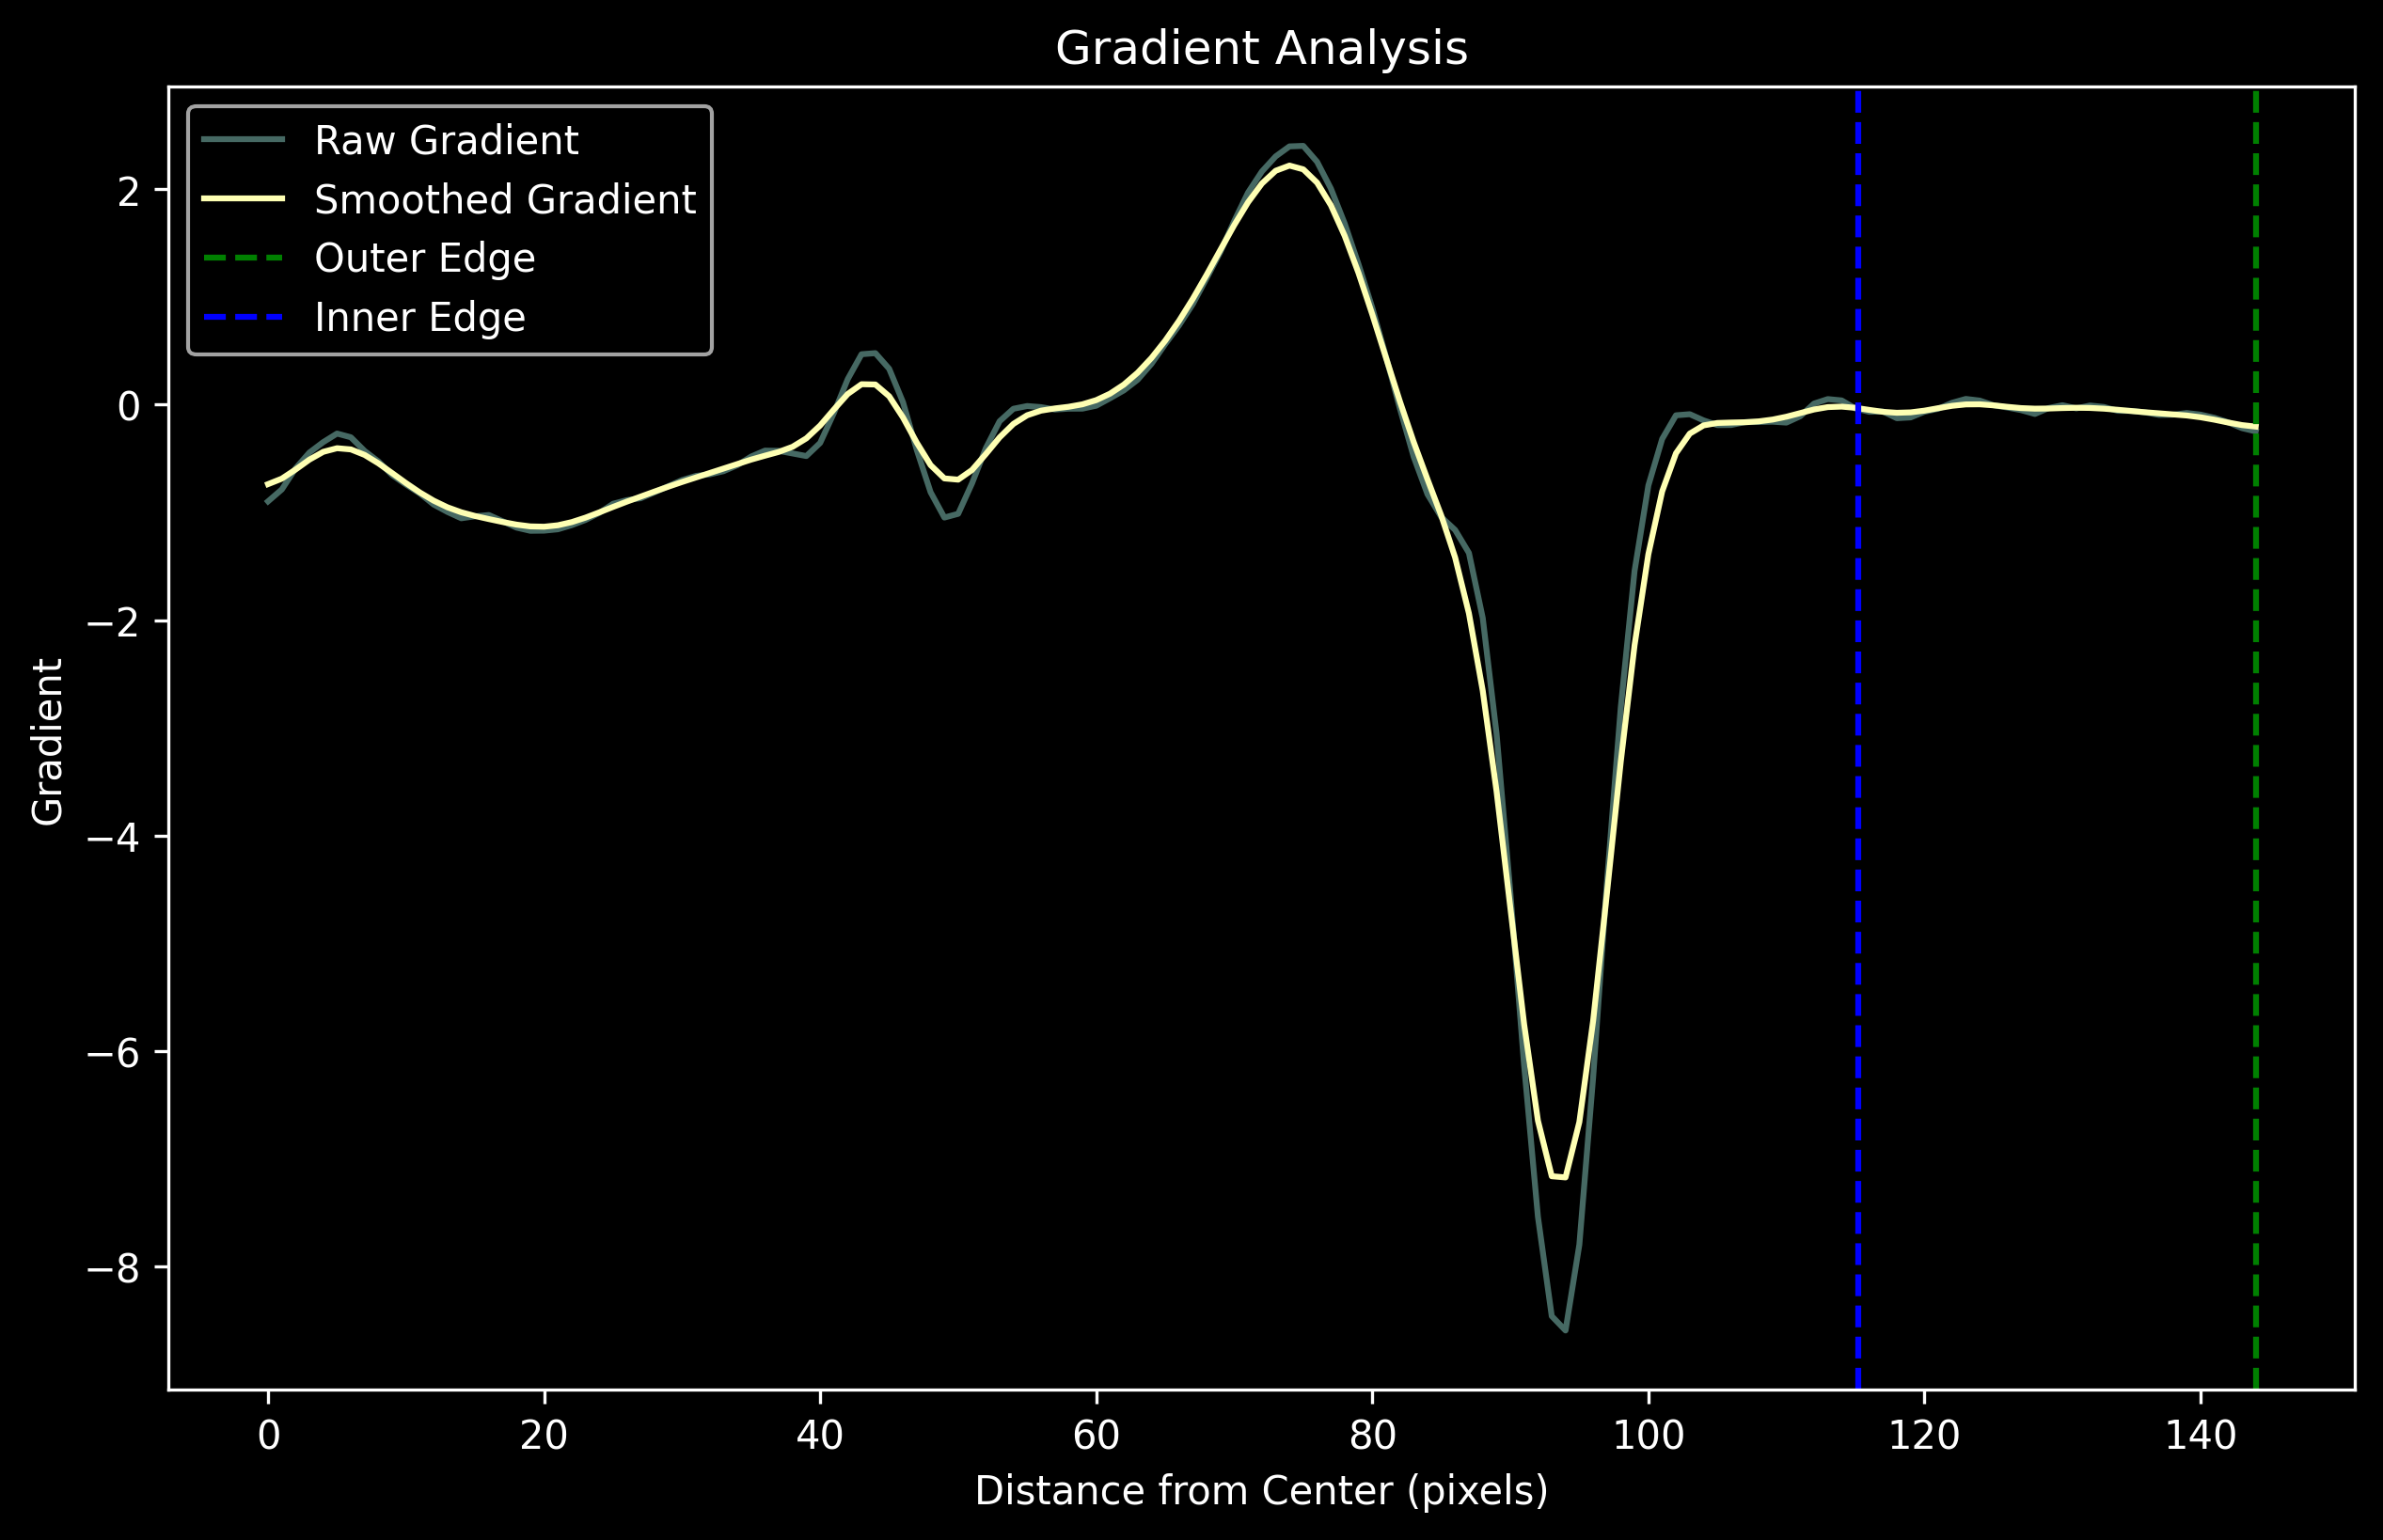 Gradient Analysis
Raw Gradient
Smoothed Gradient
Outer Edge
Inner Edge
2
0
−2
−4
−6
−8
Gradient
0 20 40 60 80 100 120 140
Distance from Center (pixels)